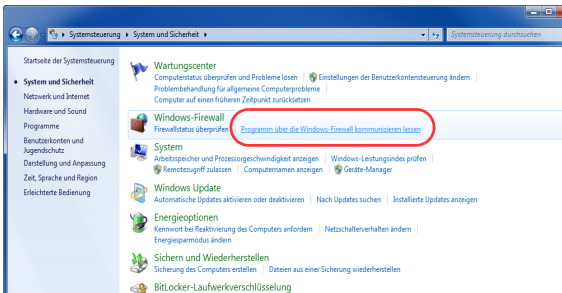 Systemsteuerung ▸ System und Sicherheit ▸
Systemsteuerung durchsuchen
Startseite der Systemsteuerung
System und Sicherheit
Netzwerk und Internet
Hardware und Sound
Programme
Benutzerkonten und
Jugendschutz
Darstellung und Anpassung
Zeit, Sprache und Region
Erleichterte Bedienung
Wartungscenter
Computerstatus überprüfen und Probleme lösen | Einstellungen der Benutzerkontensteuerung ändern |
Problembehandlung für allgemeine Computerprobleme |
Computer auf einen früheren Zeitpunkt zurücksetzen
Windows-Firewall
Firewallstatus überprüfen | Programm über die Windows-Firewall kommunizieren lassen
System
Arbeitsspeicher und Prozessorgeschwindigkeit anzeigen | Windows-Leistungsindex prüfen |
Remotezugriff zulassen | Computernamen anzeigen | Geräte-Manager
Windows Update
Automatische Updates aktivieren oder deaktivieren | Nach Updates suchen | Installierte Updates anzeigen
Energieoptionen
Kennwort bei Reaktivierung des Computers anfordern | Netzschalterverhalten ändern |
Energiesparmodus ändern
Sichern und Wiederherstellen
Sicherung des Computers erstellen | Dateien aus einer Sicherung wiederherstellen
BitLocker-Laufwerkverschlüsselung